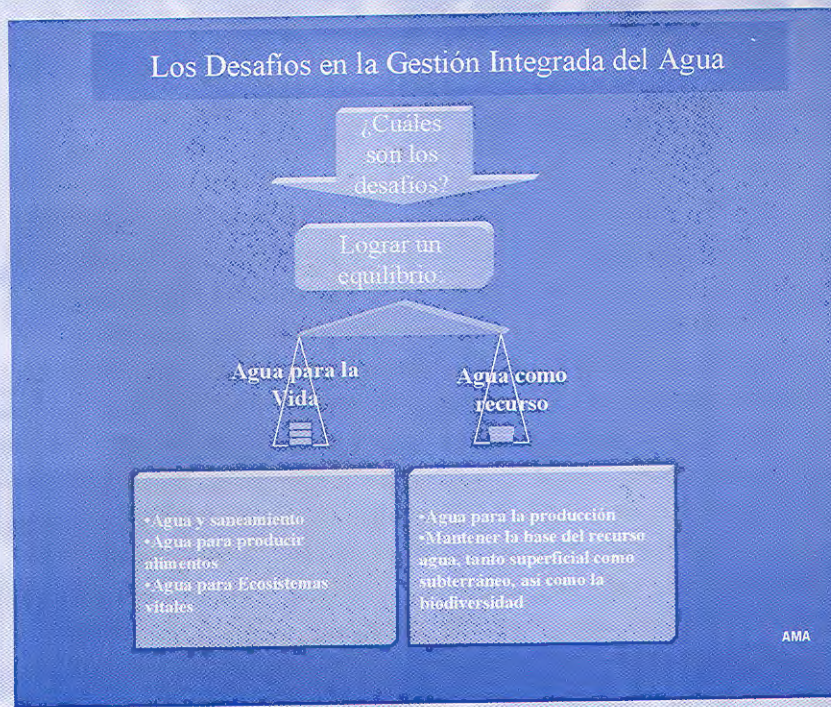 Los Desafíos en la Gestión Integrada del Agua
¿Cuáles
son los
desafíos?
Lograr un
equilibrio:
Agua para la
Vida
Agua como
recurso
•Agua y saneamiento
•Agua para producir
alimentos
•Agua para Ecosistemas
vitales
•Agua para la producción
•Mantener la base del recurso
agua, tanto superficial como
subterráneo, así como la
biodiversidad
AMA